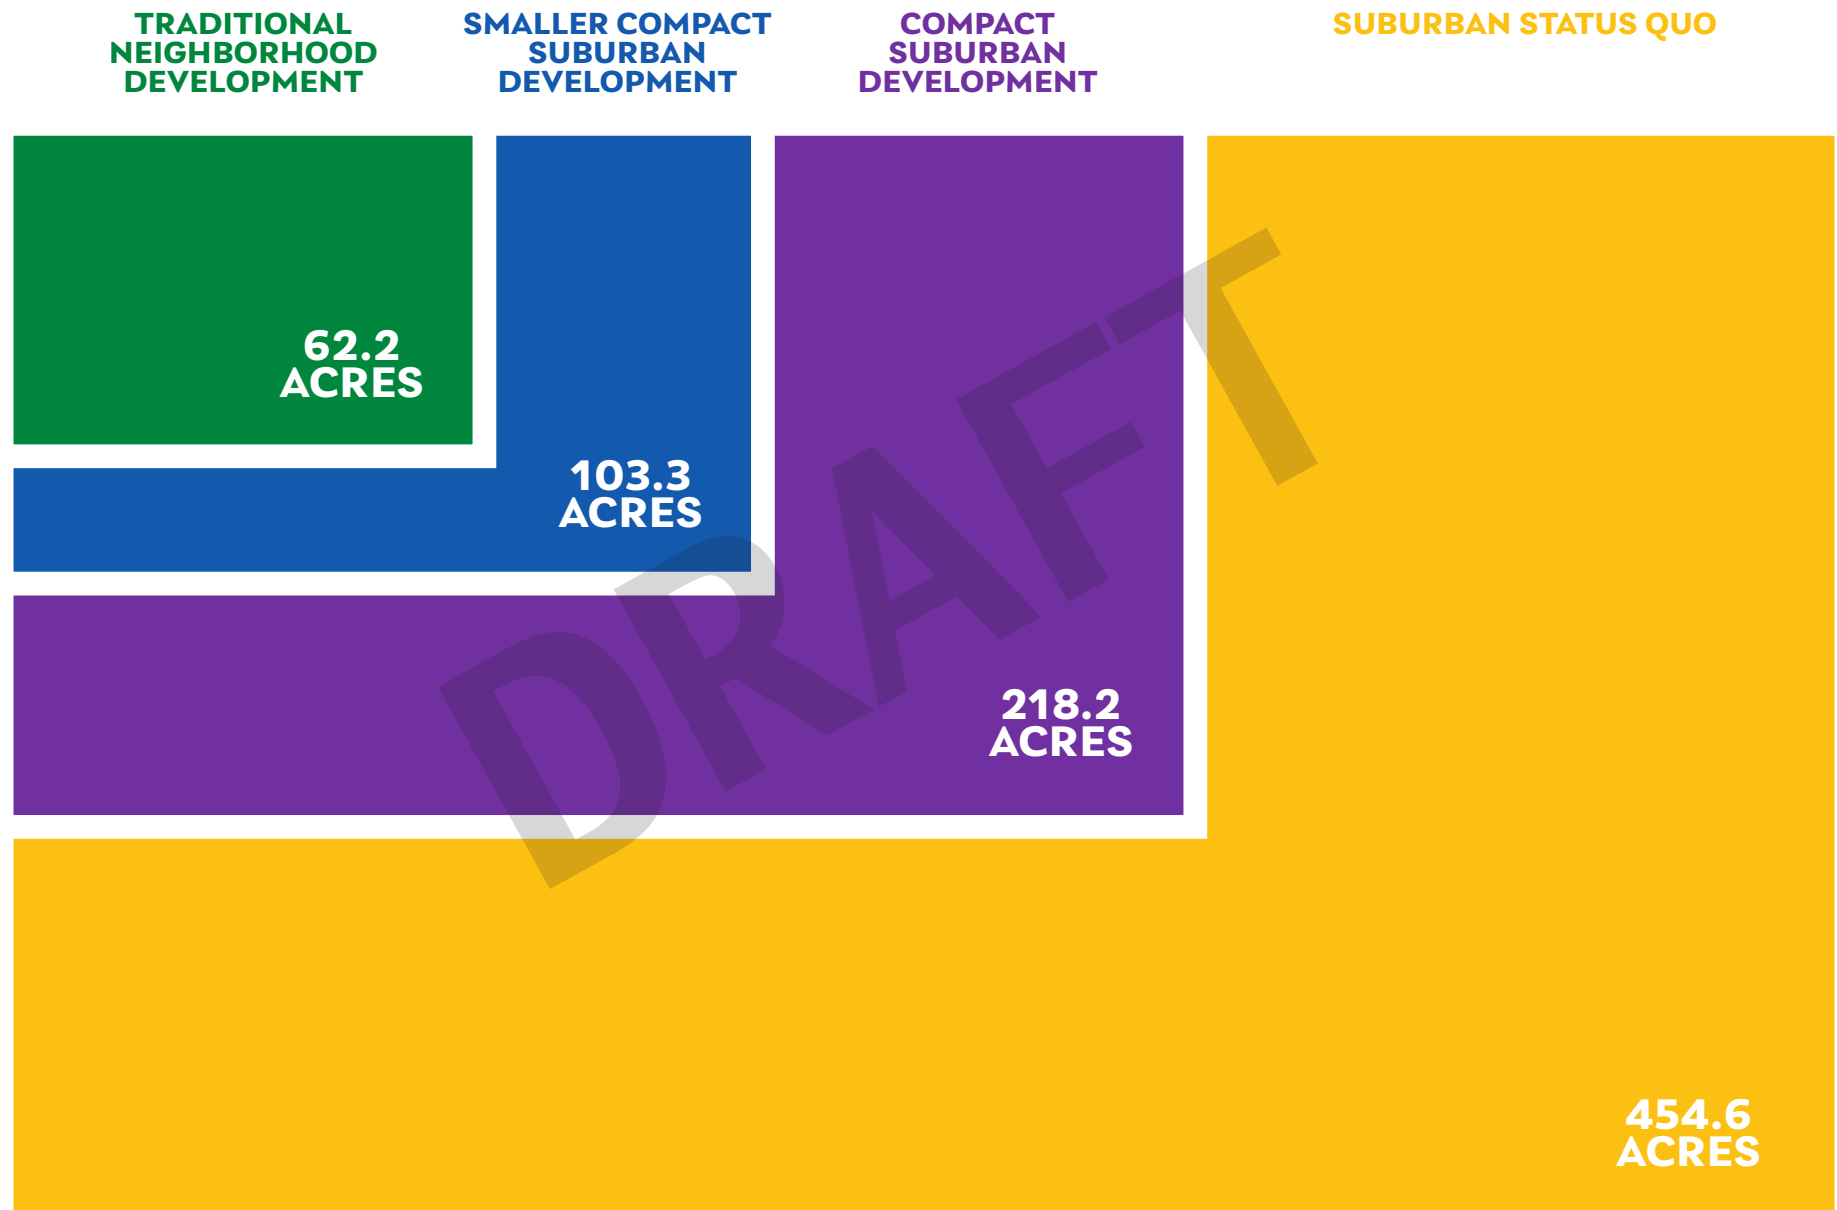 TRADITIONAL
NEIGHBORHOOD
DEVELOPMENT
SMALLER COMPACT
SUBURBAN
DEVELOPMENT
COMPACT
SUBURBAN
DEVELOPMENT
SUBURBAN STATUS QUO
62.2
ACRES
103.3
ACRES
218.2
ACRES
454.6
ACRES
DRAFT